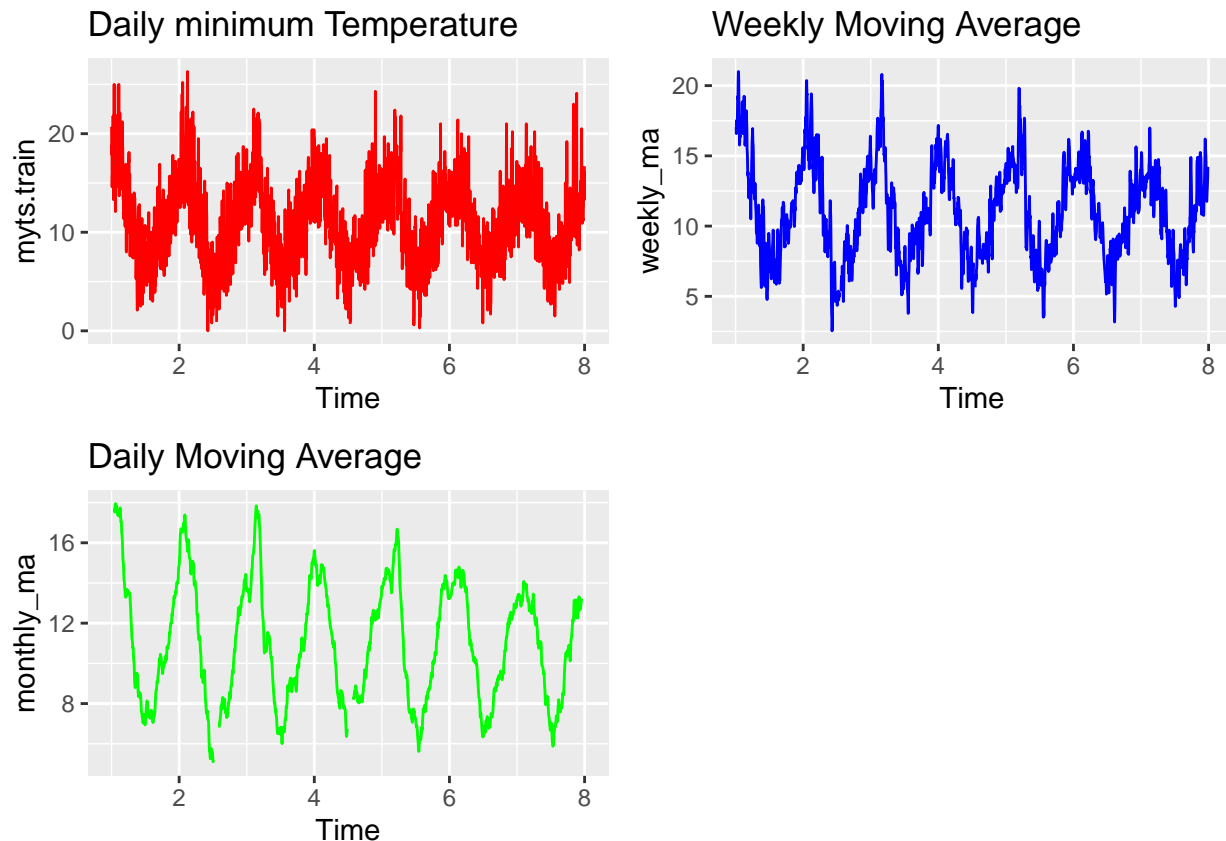 Daily minimum Temperature
20
10
0
myts.train
2 4 6 8
Time
Weekly Moving Average
20
15
10
5
weekly_ma
2 4 6 8
Time
Daily Moving Average
16
12
8
monthly_ma
2 4 6 8
Time